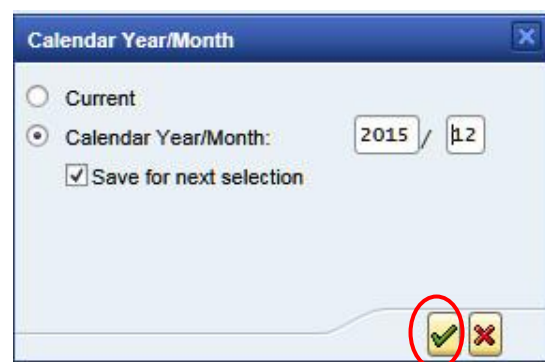 Calendar Year/Month
Current
Calendar Year/Month: 2015 / 12
Save for next selection